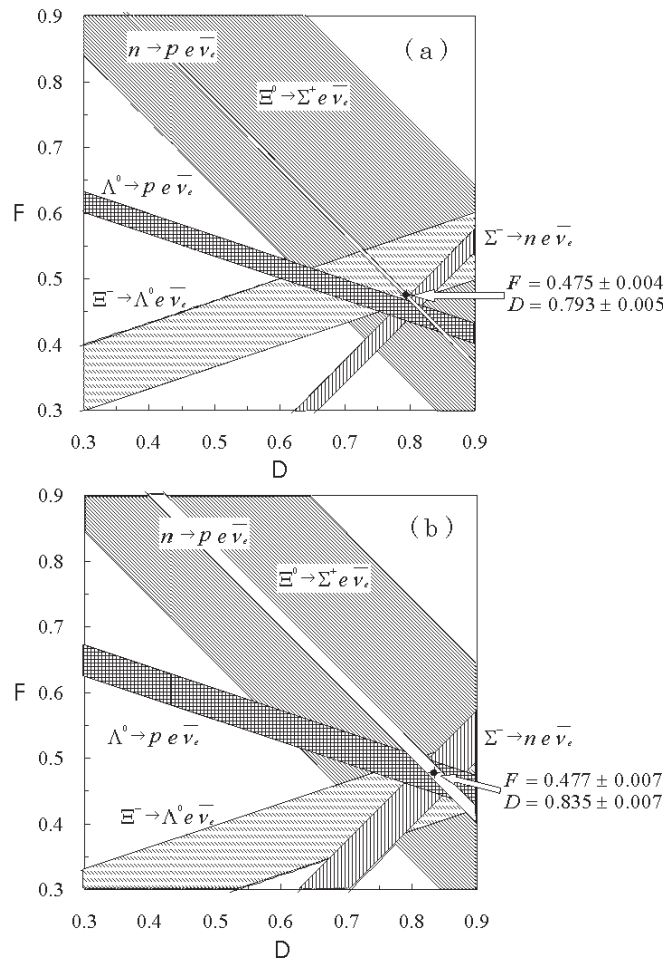 (a)
n → p e ν̅ₑ
Ξ⁰ → Σ⁺ e ν̅ₑ
Λ⁰ → p e ν̅ₑ
Σ⁻ → n e ν̅ₑ
Ξ⁻ → Λ⁰ e ν̅ₑ
F = 0.475 ± 0.004
D = 0.793 ± 0.005
F
0.9
0.8
0.7
0.6
0.5
0.4
0.3
0.3 0.4 0.5 0.6 0.7 0.8 0.9
D
(b)
n → p e ν̅ₑ
Ξ⁰ → Σ⁺ e ν̅ₑ
Λ⁰ → p e ν̅ₑ
Σ⁻ → n e ν̅ₑ
Ξ⁻ → Λ⁰ e ν̅ₑ
F = 0.477 ± 0.007
D = 0.835 ± 0.007
F
0.9
0.8
0.7
0.6
0.5
0.4
0.3
0.3 0.4 0.5 0.6 0.7 0.8 0.9
D